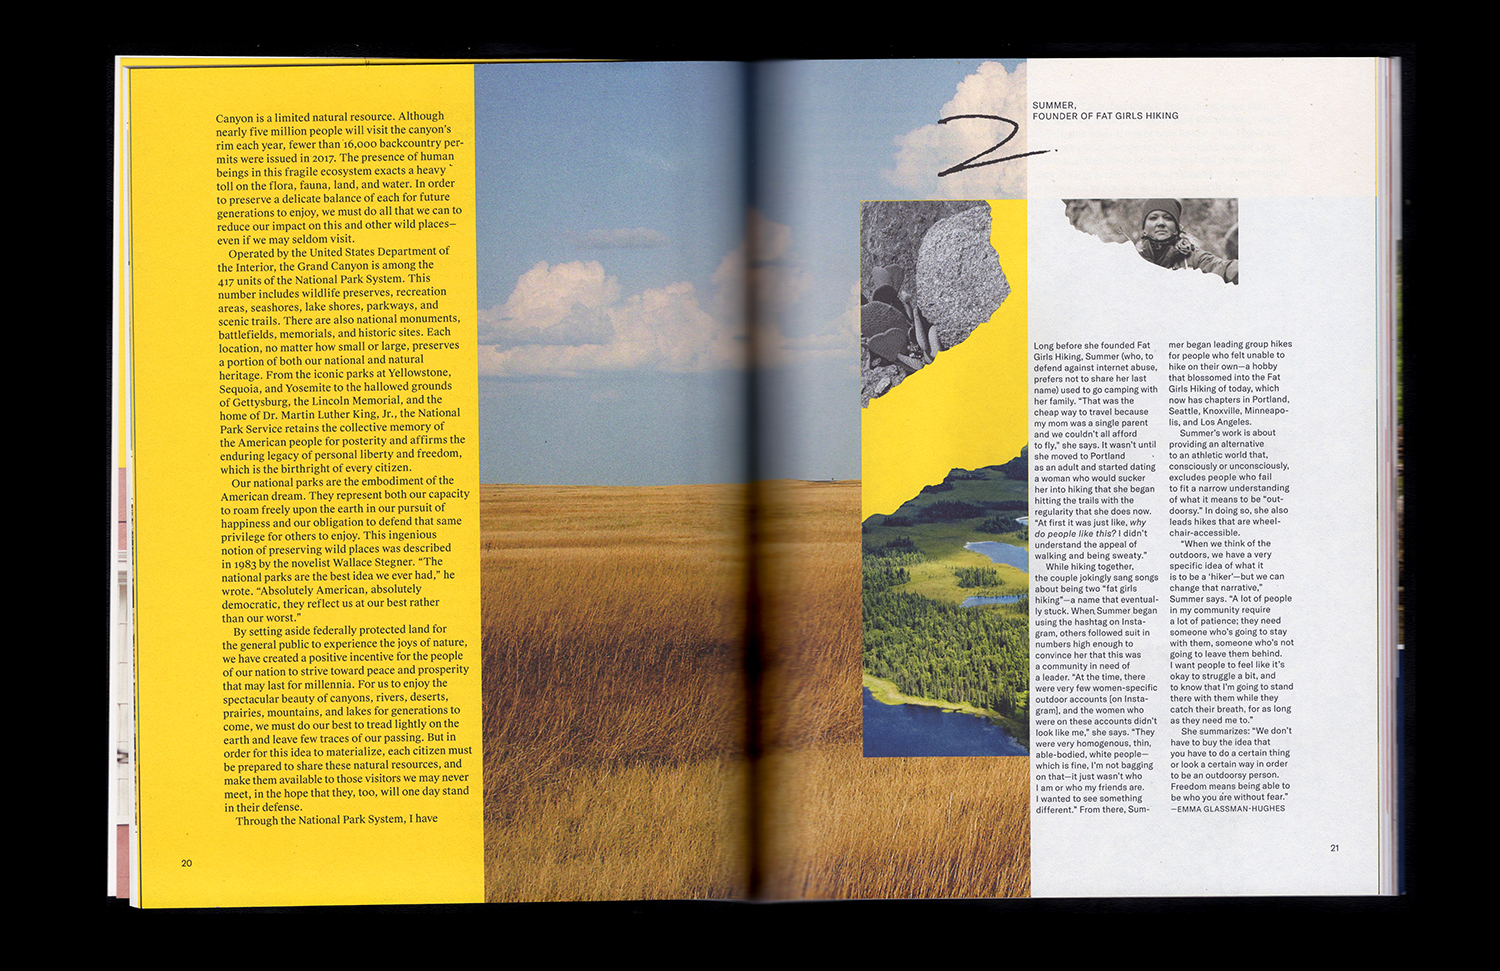 Canyon is a limited natural resource. Although
nearly five million people will visit the canyon's
rim each year, fewer than 16,000 backcountry per-
mits were issued in 2017. The presence of human
beings in this fragile ecosystem exacts a heavy
toll on the flora, fauna, land, and water. In order
to preserve a delicate balance of each for future
generations to enjoy, we must do all that we can to
reduce our impact on this and other wild places—
even if we may seldom visit.
Operated by the United States Department of
the Interior, the Grand Canyon is among the
417 units of the National Park System. This
number includes wildlife preserves, recreation
areas, seashores, lake shores, parkways, and
scenic trails. There are also national monuments,
battlefields, memorials, and historic sites. Each
location, no matter how small or large, preserves
a portion of both our national and natural
heritage. From the iconic parks at Yellowstone,
Sequoia, and Yosemite to the hallowed grounds
of Gettysburg, the Lincoln Memorial, and the
home of Dr. Martin Luther King, Jr., the National
Park Service retains the collective memory of
the American people for posterity and affirms the
enduring legacy of personal liberty and freedom,
which is the birthright of every citizen.
Our national parks are the embodiment of the
American dream. They represent both our capacity
to roam freely upon the earth in our pursuit of
happiness and our obligation to defend that same
privilege for others to enjoy. This ingenious
notion of preserving wild places was described
in 1983 by the novelist Wallace Stegner. “The
national parks are the best idea we ever had,” he
wrote. “Absolutely American, absolutely
democratic, they reflect us at our best rather
than our worst.”
By setting aside federally protected land for
the general public to experience the joys of nature,
we have created a positive incentive for the people
of our nation to strive toward peace and prosperity
that may last for millennia. For us to enjoy the
spectacular beauty of canyons, rivers, deserts,
prairies, mountains, and lakes for generations to
come, we must do our best to tread lightly on the
earth and leave few traces of our passing. But in
order for this idea to materialize, each citizen must
be prepared to share these natural resources, and
make them available to those visitors we may never
meet, in the hope that they, too, will one day stand
in their defense.
Through the National Park System, I have
20
2.
SUMMER,
FOUNDER OF FAT GIRLS HIKING
Long before she founded Fat
Girls Hiking, Summer (who, to
defend against internet abuse,
prefers not to share her last
name) used to go camping with
her family. “That was the
cheap way to travel because
my mom was a single parent
and we couldn't all afford
to fly,” she says. It wasn't until
she moved to Portland
as an adult and started dating
a woman who would sucker
her into hiking that she began
hitting the trails with the
regularity that she does now.
“At first it was just like, why
do people like this? I didn't
understand the appeal of
walking and being sweaty.”
While hiking together,
the couple jokingly sang songs
about being two “fat girls
hiking”—a name that eventual-
ly stuck. When Summer began
using the hashtag on Insta-
gram, others followed suit in
numbers high enough to
convince her that this was
a community in need of
a leader. “At the time, there
were very few women-specific
outdoor accounts [on Insta-
gram], and the women who
were on these accounts didn't
look like me,” she says. “They
were very homogenous, thin,
able-bodied, white people—
which is fine, I'm not bagging
on that—it just wasn't who
I am or who my friends are.
I wanted to see something
different.” From there, Sum-
mer began leading group hikes
for people who felt unable to
hike on their own—a hobby
that blossomed into the Fat
Girls Hiking of today, which
now has chapters in Portland,
Seattle, Knoxville, Minneapo-
lis, and Los Angeles.
Summer's work is about
providing an alternative
to an athletic world that,
consciously or unconsciously,
excludes people who fail
to fit a narrow understanding
of what it means to be “out-
doorsy.” In doing so, she also
leads hikes that are wheel-
chair-accessible.
“When we think of the
outdoors, we have a very
specific idea of what it
is to be a ‘hiker’—but we can
change that narrative,”
Summer says. “A lot of people
in my community require
a lot of patience; they need
someone who's going to stay
with them, someone who's not
going to leave them behind.
I want people to feel like it's
okay to struggle a bit, and
to know that I'm going to stand
there with them while they
catch their breath, for as long
as they need me to.”
She summarizes: “We don't
have to buy the idea that
you have to do a certain thing
or look a certain way in order
to be an outdoorsy person.
Freedom means being able to
be who you are without fear.”
—EMMA GLASSMAN-HUGHES
21